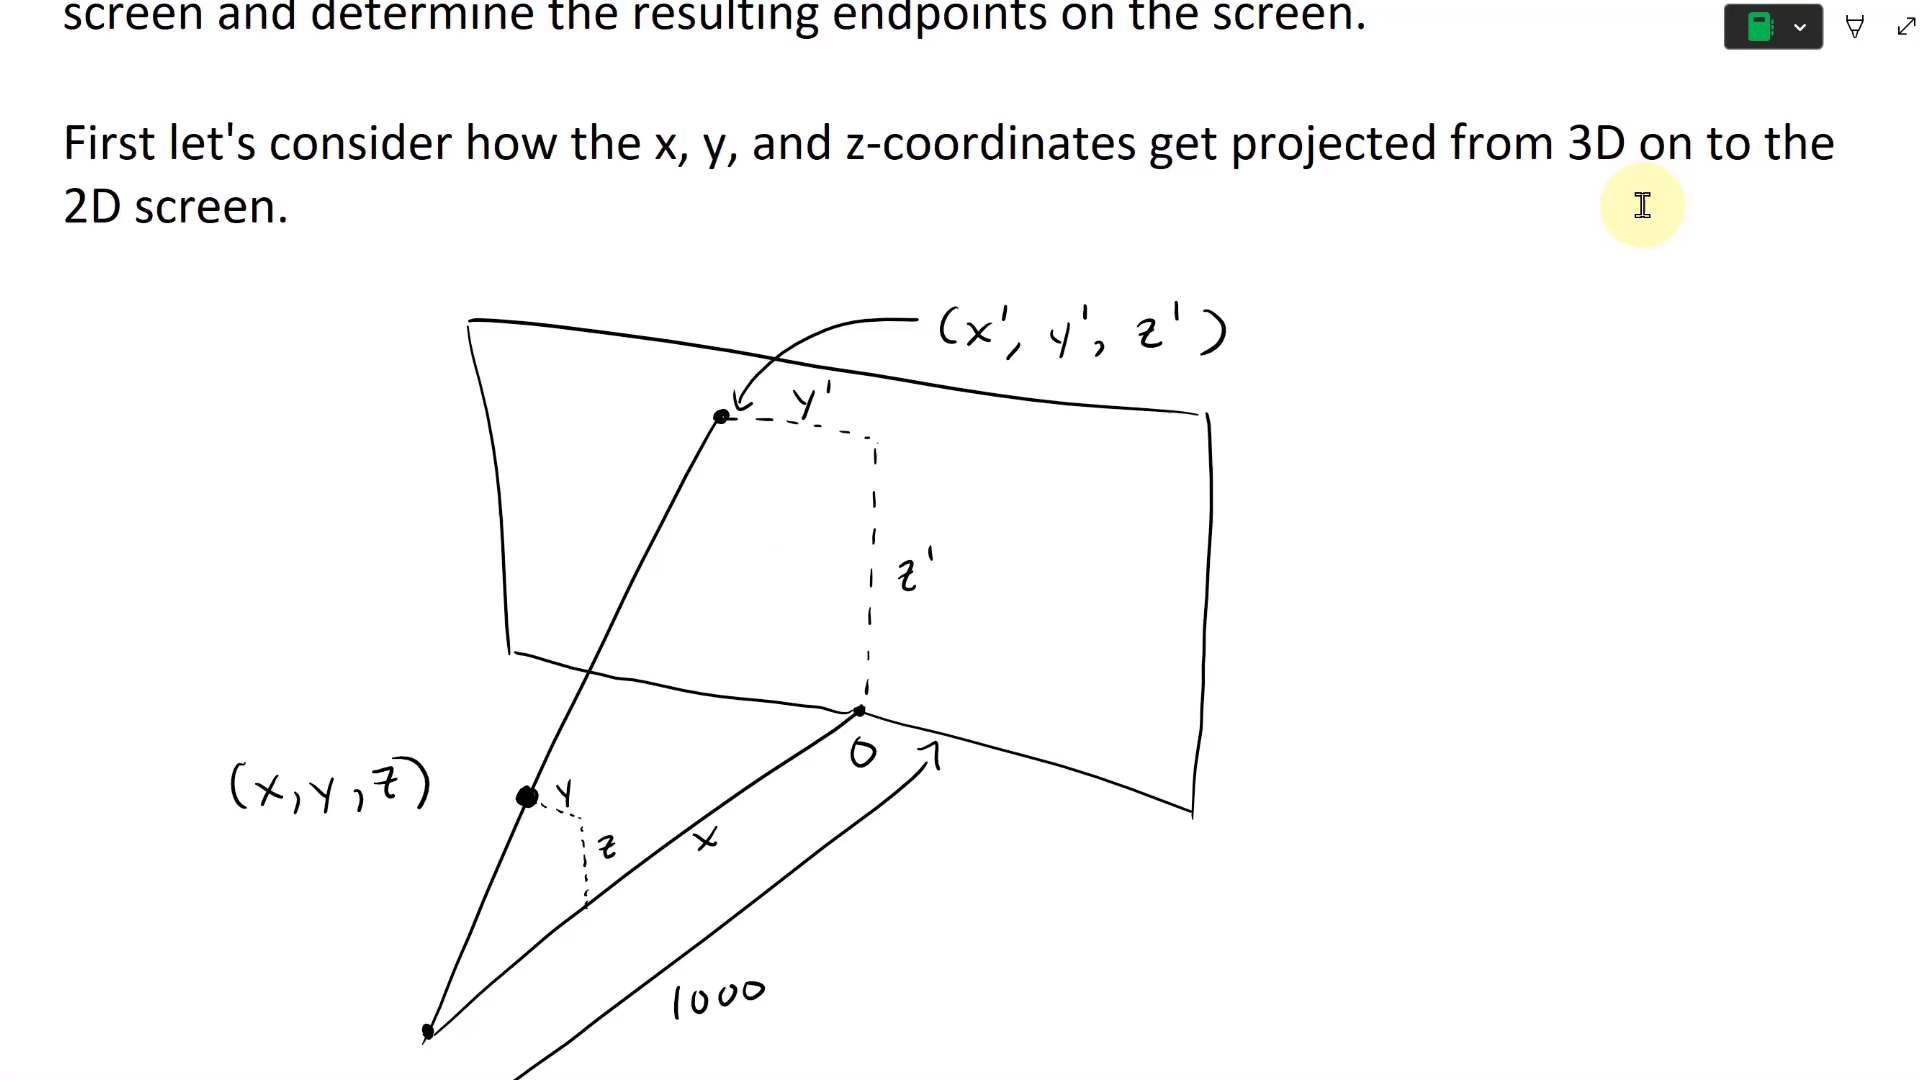 screen and determine the resulting endpoints on the screen.
First let's consider how the x, y, and z-coordinates get projected from 3D on to the
2D screen.
(x', y', z')
y'
z'
0
(x, y, z)
y
z
x
1000